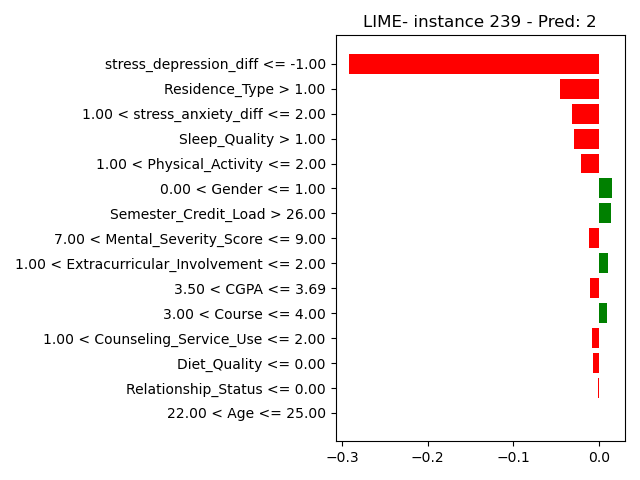 LIME- instance 239 - Pred: 2
stress_depression_diff <= -1.00
Residence_Type > 1.00
1.00 < stress_anxiety_diff <= 2.00
Sleep_Quality > 1.00
1.00 < Physical_Activity <= 2.00
0.00 < Gender <= 1.00
Semester_Credit_Load > 26.00
7.00 < Mental_Severity_Score <= 9.00
1.00 < Extracurricular_Involvement <= 2.00
3.50 < CGPA <= 3.69
3.00 < Course <= 4.00
1.00 < Counseling_Service_Use <= 2.00
Diet_Quality <= 0.00
Relationship_Status <= 0.00
22.00 < Age <= 25.00
−0.3 −0.2 −0.1 0.0